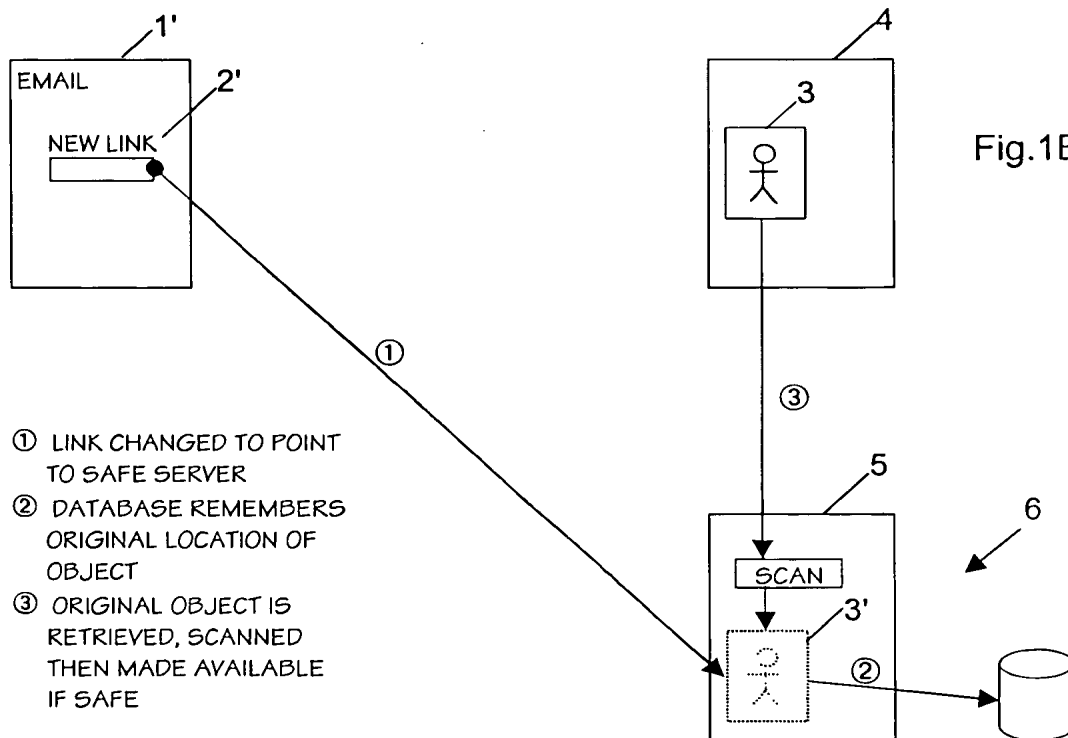 1'
4
EMAIL
2'
3
NEW LINK
Fig.1B
①
③
① LINK CHANGED TO POINT
TO SAFE SERVER
② DATABASE REMEMBERS
ORIGINAL LOCATION OF
OBJECT
③ ORIGINAL OBJECT IS
RETRIEVED, SCANNED
THEN MADE AVAILABLE
IF SAFE
5
6
SCAN
3'
②